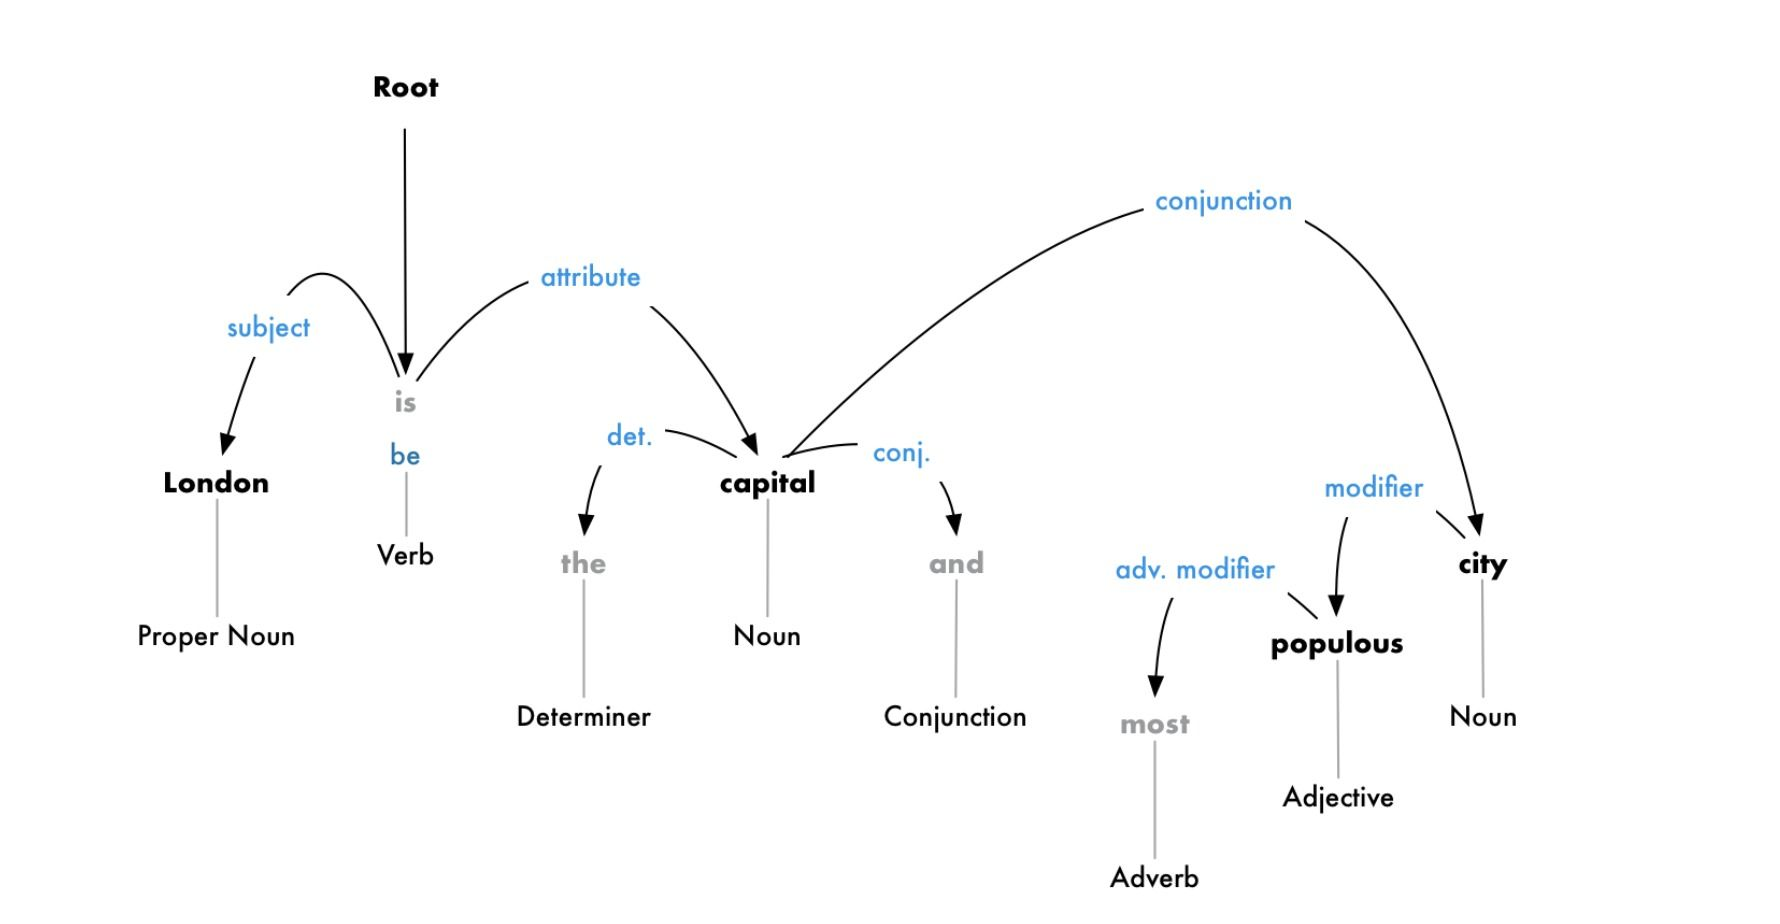 Root
conjunction
attribute
subject
is
det.
conj.
be
London
capital
modifier
Verb
the
and
adv. modifier
city
Proper Noun
Noun
populous
Determiner
Conjunction
most
Noun
Adjective
Adverb